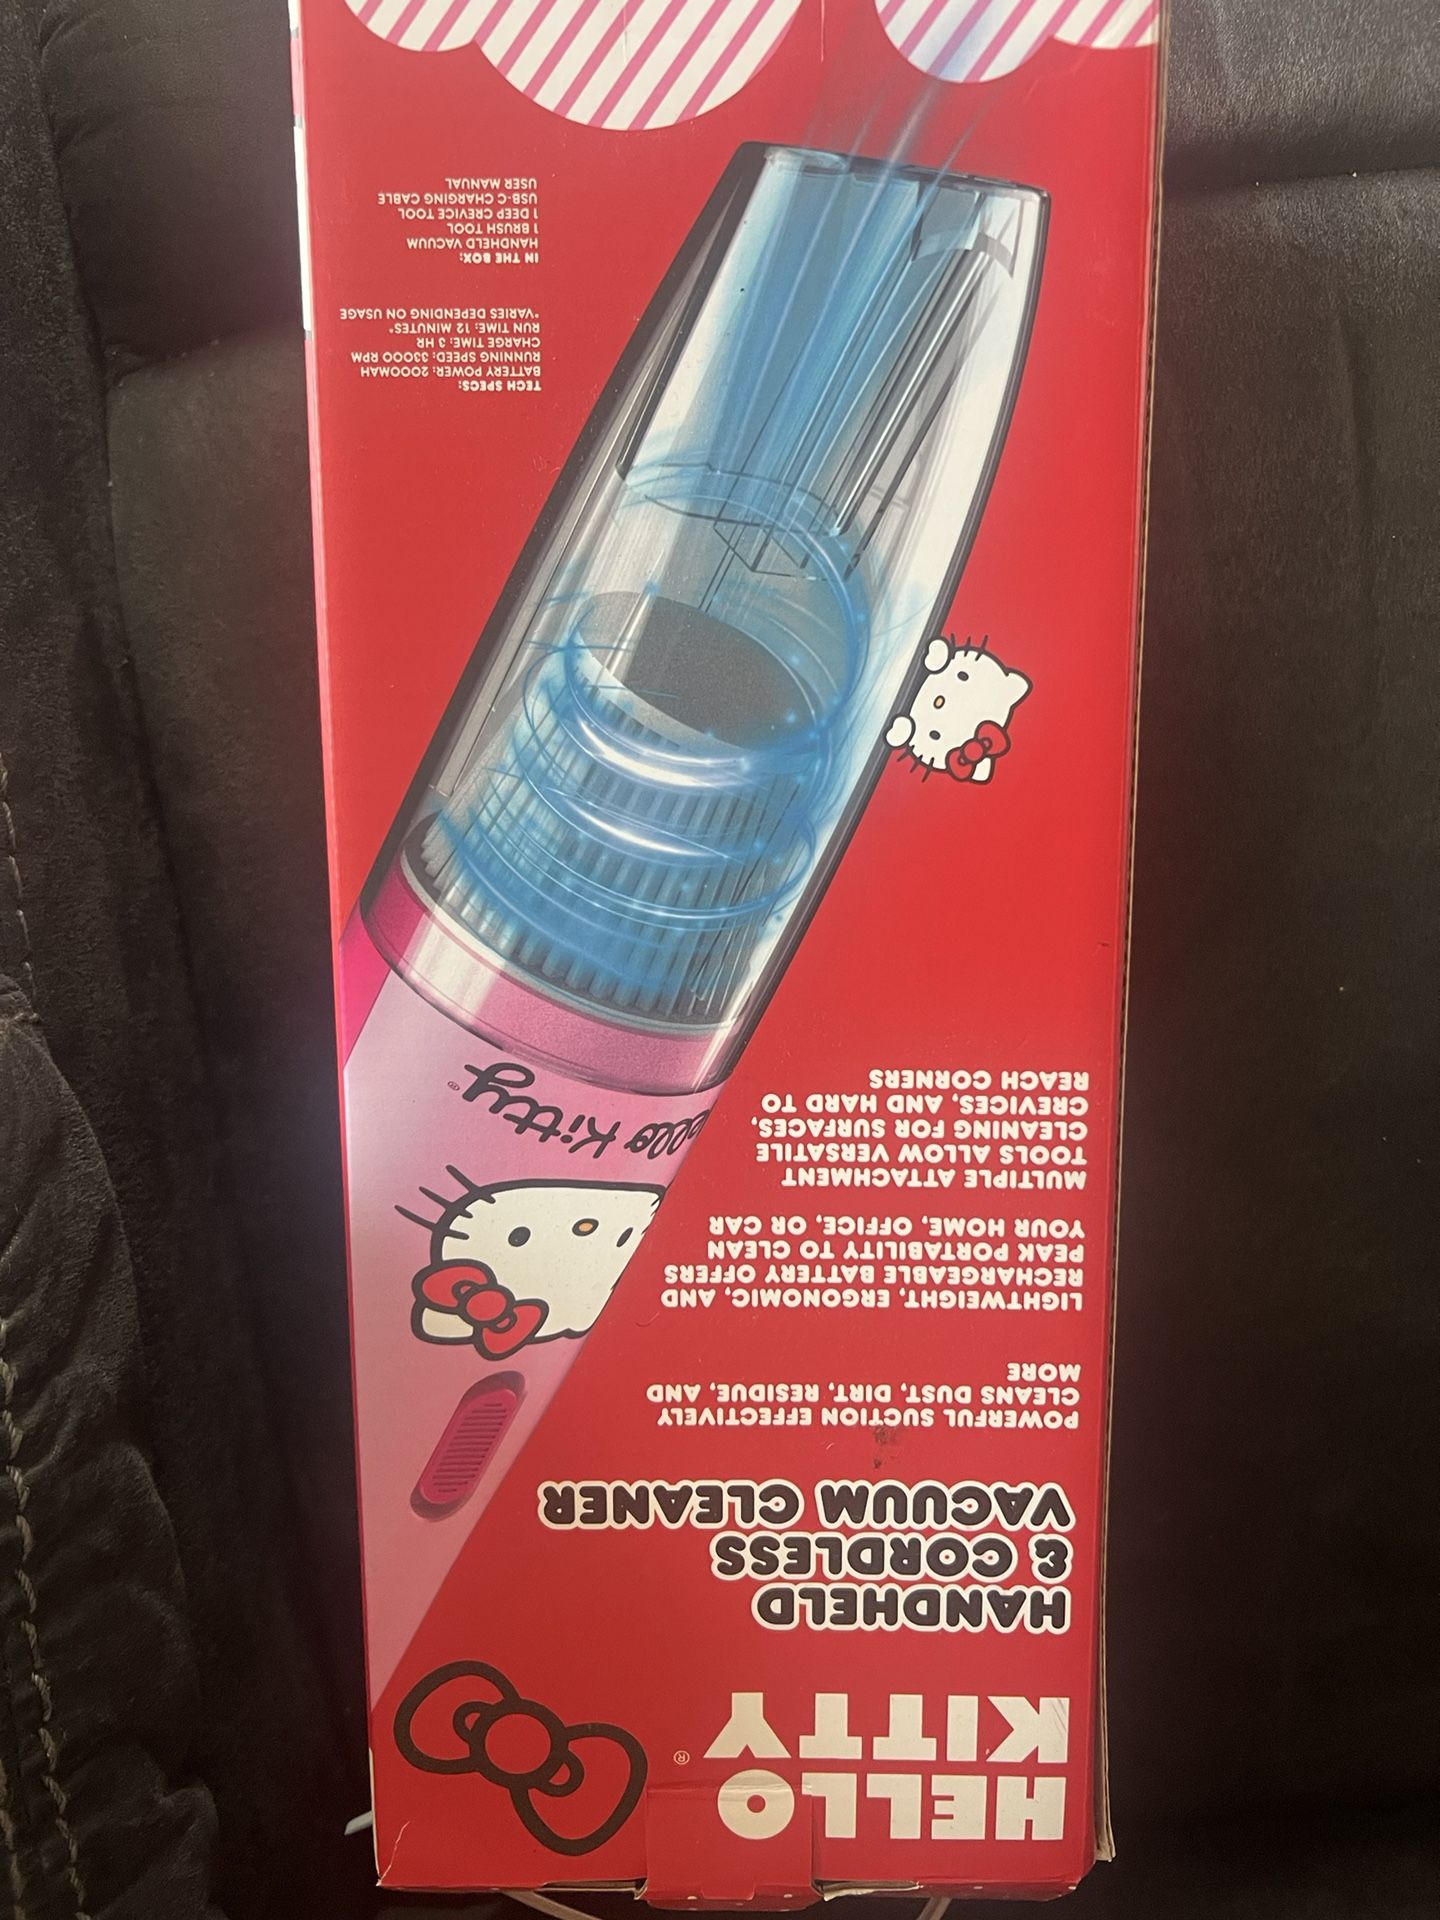 HELLO
KITTY®
HANDHELD
& CORDLESS
VACUUM CLEANER
POWERFUL SUCTION EFFECTIVELY
CLEANS DUST, DIRT, RESIDUE, AND
MORE
LIGHTWEIGHT, ERGONOMIC, AND
RECHARGEABLE BATTERY OFFERS
PEAK PORTABILITY TO CLEAN
YOUR HOME, OFFICE, OR CAR
MULTIPLE ATTACHMENT
TOOLS ALLOW VERSATILE
CLEANING FOR SURFACES,
CREVICES, AND HARD TO
REACH CORNERS
ello Kitty®
TECH SPECS:
BATTERY POWER: 2000MAH
RUNNING SPEED: 33000 RPM
CHARGE TIME: 3 HR
RUN TIME: 12 MINUTES*
*VARIES DEPENDING ON USAGE
IN THE BOX:
HANDHELD VACUUM
1 BRUSH TOOL
1 DEEP CREVICE TOOL
USB-C CHARGING CABLE
USER MANUAL